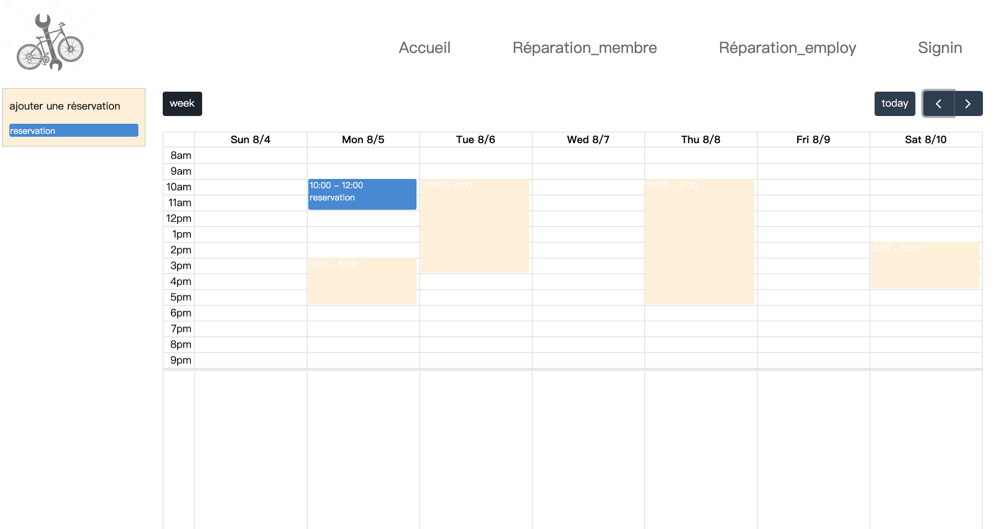 Accueil Réparation_membre Réparation_employ Signin
ajouter une réservation
reservation
week
today
Sun 8/4 Mon 8/5 Tue 8/6 Wed 8/7 Thu 8/8 Fri 8/9 Sat 8/10
8am
9am
10am
11am
12pm
1pm
2pm
3pm
4pm
5pm
6pm
7pm
8pm
9pm
10:00 – 12:00
reservation
3:00 – 6:00
10:00 – 4:00
10:00 – 6:00
2:00 – 5:00